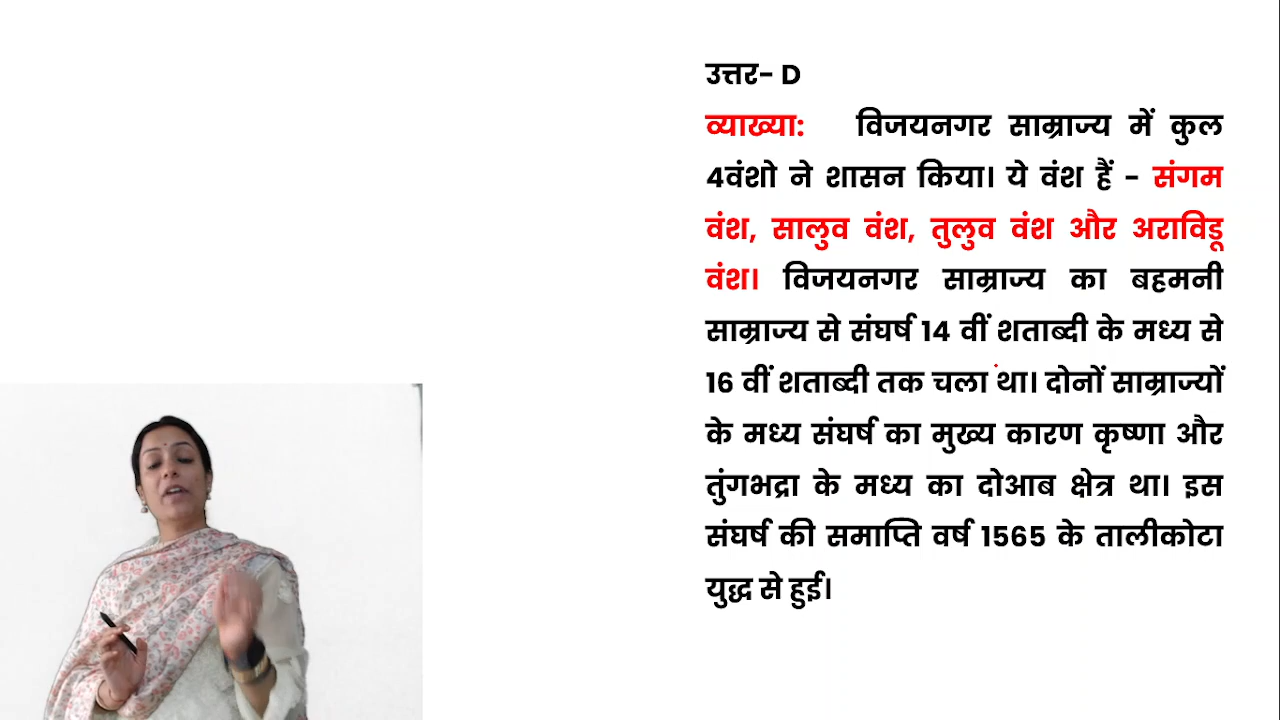 उत्तर- D
व्याख्या: विजयनगर साम्राज्य में कुल
4वंशो ने शासन किया। ये वंश हैं - संगम
वंश, सालुव वंश, तुलुव वंश और अराविडू
वंश। विजयनगर साम्राज्य का बहमनी
साम्राज्य से संघर्ष 14 वीं शताब्दी के मध्य से
16 वीं शताब्दी तक चला था। दोनों साम्राज्यों
के मध्य संघर्ष का मुख्य कारण कृष्णा और
तुंगभद्रा के मध्य का दोआब क्षेत्र था। इस
संघर्ष की समाप्ति वर्ष 1565 के तालीकोटा
युद्ध से हुई।